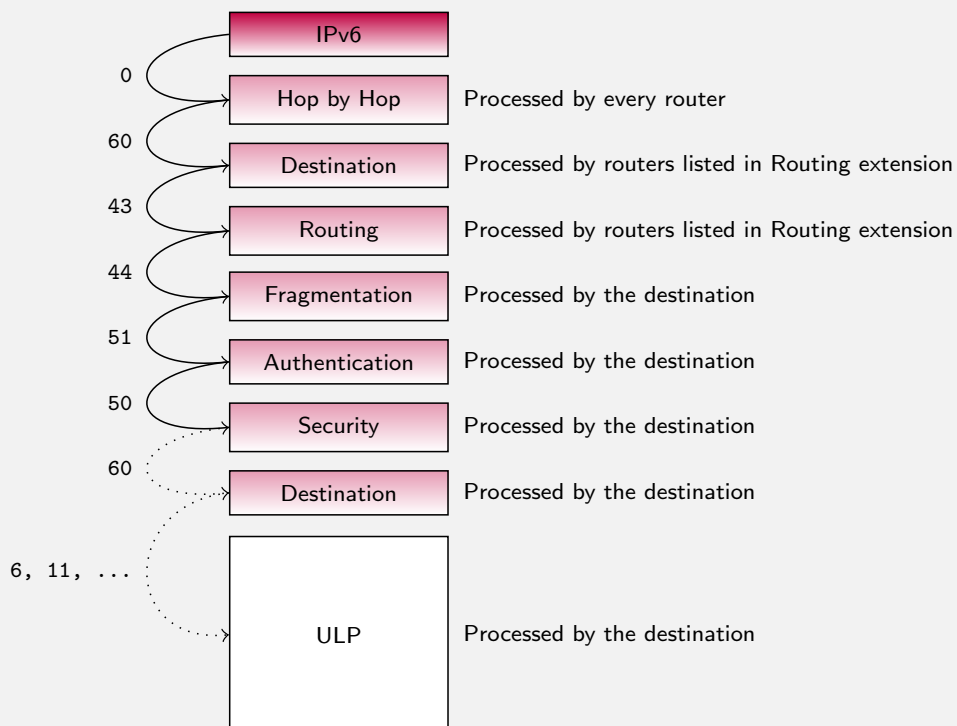 IPv6
0
Hop by Hop Processed by every router
60
Destination Processed by routers listed in Routing extension
43
Routing Processed by routers listed in Routing extension
44
Fragmentation Processed by the destination
51
Authentication Processed by the destination
50
Security Processed by the destination
60
Destination Processed by the destination
6, 11, ...
ULP Processed by the destination